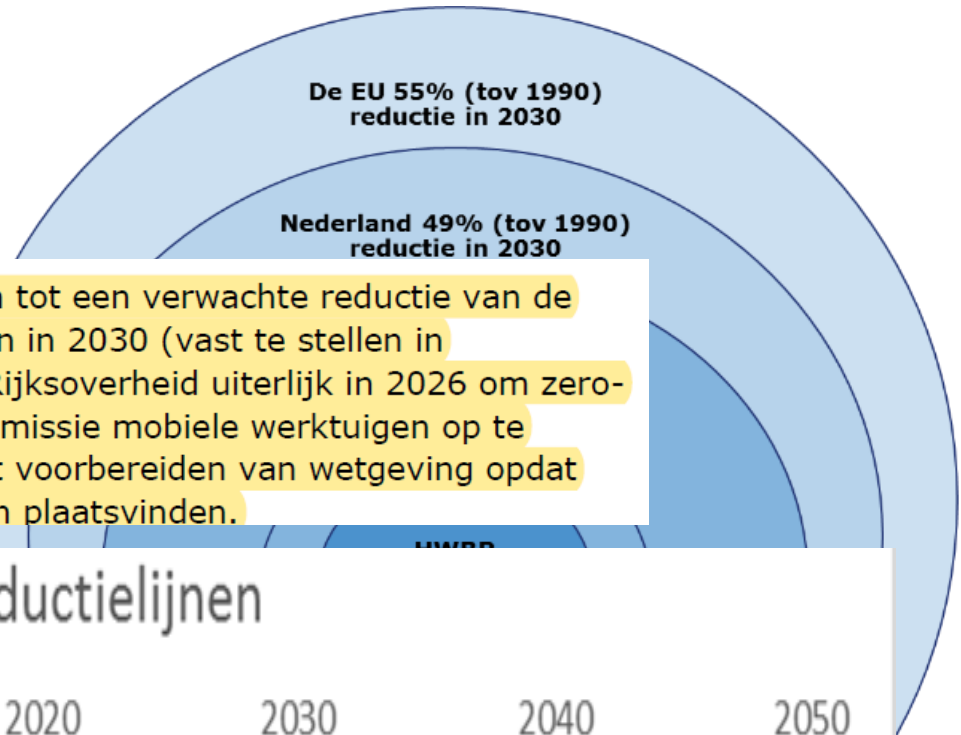 De EU 55% (tov 1990)
reductie in 2030
Nederland 49% (tov 1990)
reductie in 2030
tot een verwachte reductie van de
in 2030 (vast te stellen in
Rijksoverheid uiterlijk in 2026 om zero-
missie mobiele werktuigen op te
voorbereiden van wetgeving opdat
plaatsvinden.
ductielijnen
2020 2030 2040 2050